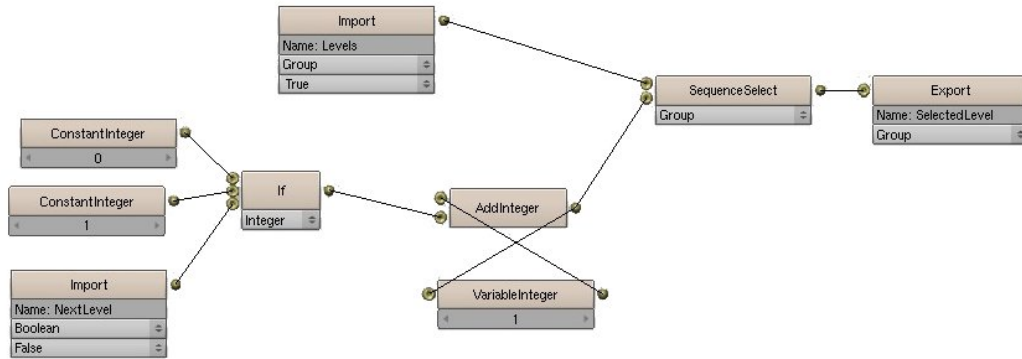 Import
Name: Levels
Group
True
SequenceSelect
Group
Export
Name: SelectedLevel
Group
ConstantInteger
0
ConstantInteger
1
If
Integer
AddInteger
Import
Name: NextLevel
Boolean
False
VariableInteger
1